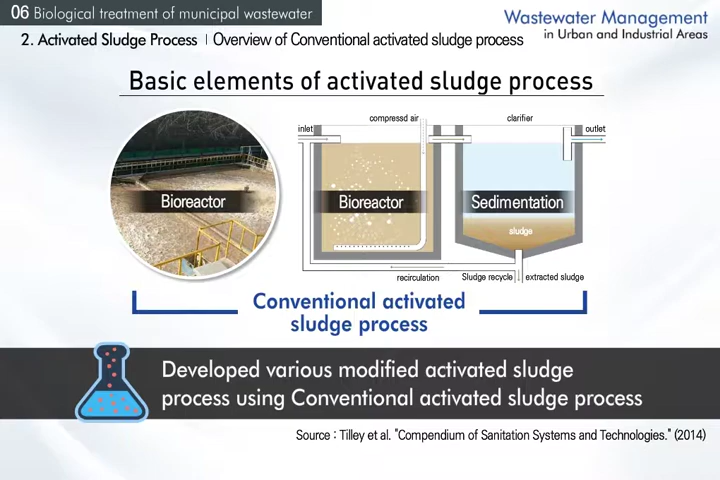 06 Biological treatment of municipal wastewater
Wastewater Management
in Urban and Industrial Areas
2. Activated Sludge Process | Overview of Conventional activated sludge process
Basic elements of activated sludge process
compressd air
clarifier
inlet
outlet
Bioreactor
Bioreactor
Sedimentation
sludge
recirculation
Sludge recycle
extracted sludge
Conventional activated
sludge process
Developed various modified activated sludge
process using Conventional activated sludge process
Source : Tilley et al. "Compendium of Sanitation Systems and Technologies." (2014)